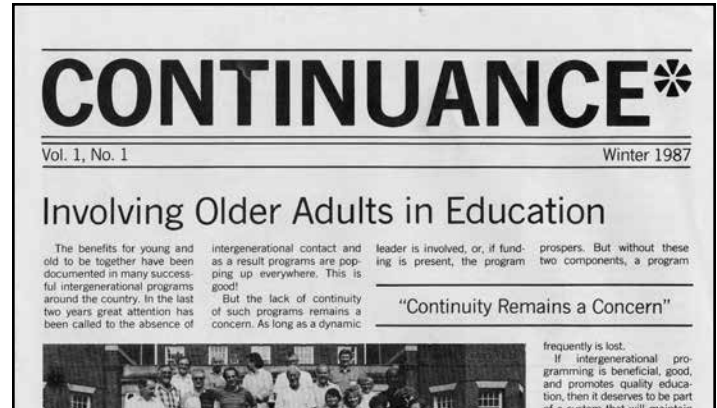 CONTINUANCE*
Vol. 1, No. 1
Winter 1987
Involving Older Adults in Education
The benefits for young and
old to be together have been
documented in many success-
ful intergenerational programs
around the country. In the last
two years great attention has
been called to the absence of
intergenerational contact and
as a result programs are pop-
ping up everywhere. This is
good!
But the lack of continuity
of such programs remains a
concern. As long as a dynamic
leader is involved, or, if fund-
ing is present, the program
prospers. But without these
two components, a program
"Continuity Remains a Concern"
frequently is lost.
If intergenerational pro-
gramming is beneficial, good,
and promotes quality educa-
tion, then it deserves to be part
of a system that will maintain